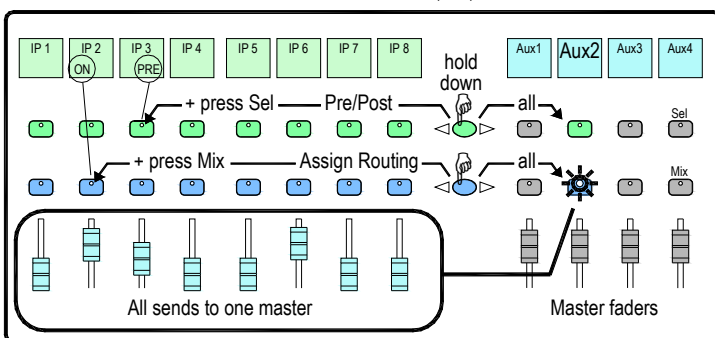 IP 1 IP 2 IP 3 IP 4 IP 5 IP 6 IP 7 IP 8 Aux1 Aux2 Aux3 Aux4
ON PRE
hold
down
+ press Sel Pre/Post all Sel
+ press Mix Assign Routing all Mix
All sends to one master Master faders